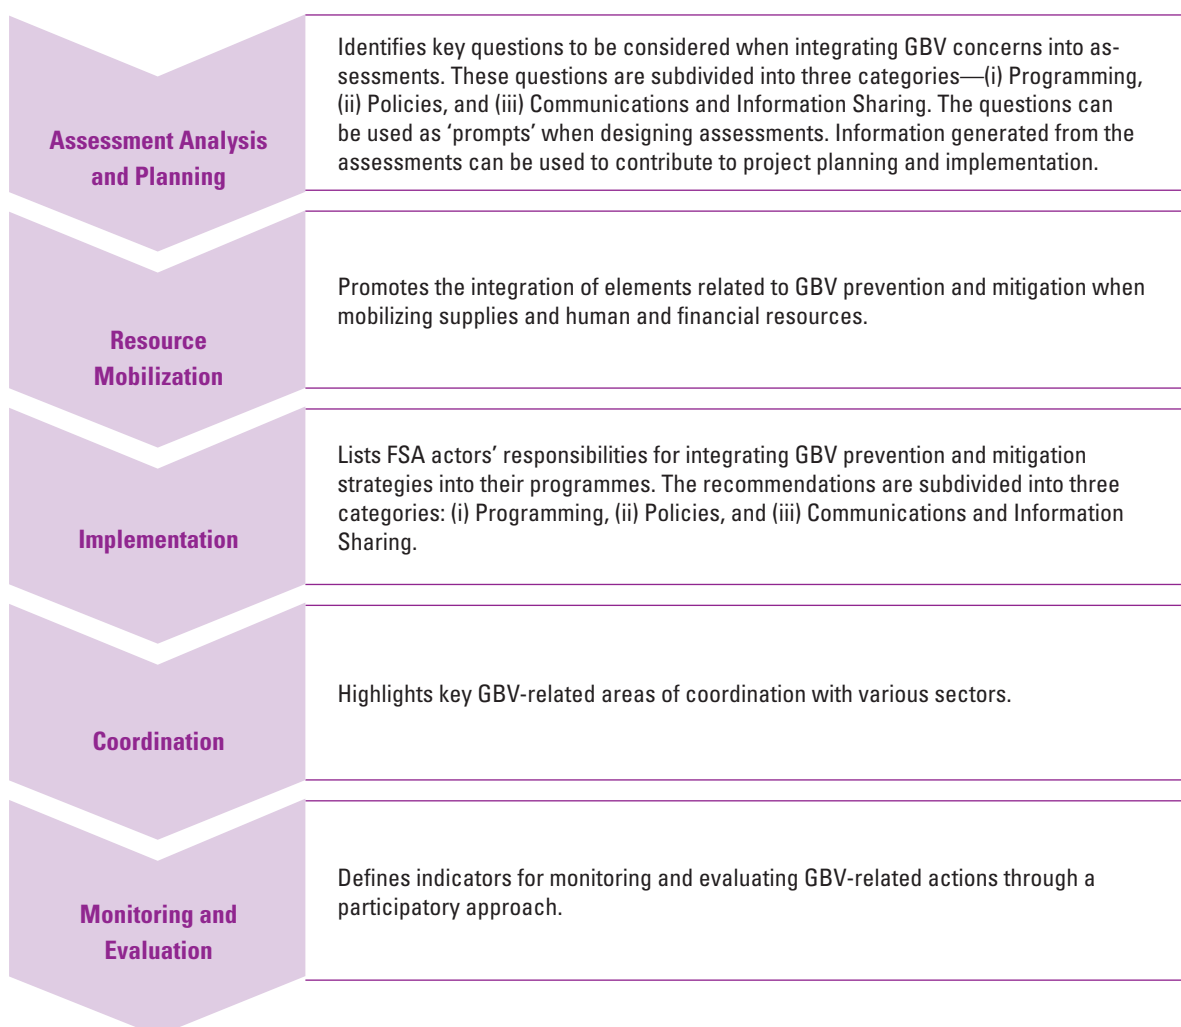 Assessment Analysis
and Planning
Identifies key questions to be considered when integrating GBV concerns into as-
sessments. These questions are subdivided into three categories—(i) Programming,
(ii) Policies, and (iii) Communications and Information Sharing. The questions can
be used as ‘prompts’ when designing assessments. Information generated from the
assessments can be used to contribute to project planning and implementation.
Resource
Mobilization
Promotes the integration of elements related to GBV prevention and mitigation when
mobilizing supplies and human and financial resources.
Implementation
Lists FSA actors’ responsibilities for integrating GBV prevention and mitigation
strategies into their programmes. The recommendations are subdivided into three
categories: (i) Programming, (ii) Policies, and (iii) Communications and Information
Sharing.
Coordination
Highlights key GBV-related areas of coordination with various sectors.
Monitoring and
Evaluation
Defines indicators for monitoring and evaluating GBV-related actions through a
participatory approach.